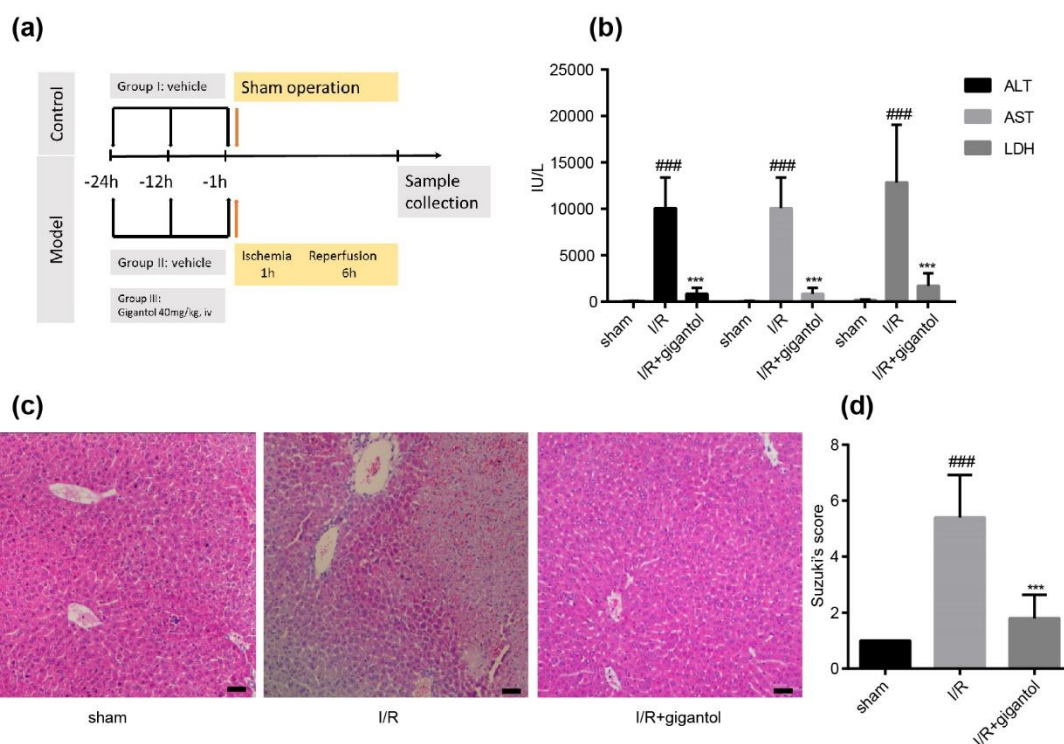 (a)
Control
Model
Group I: vehicle
Sham operation
-24h
-12h
-1h
Sample
collection
Group II: vehicle
Ischemia
1h
Reperfusion
6h
Group III:
Gigantol 40mg/kg, iv
(b)
IU/L
25000
20000
15000
10000
5000
0
###
***
###
***
###
***
sham
I/R
I/R+gigantol
sham
I/R
I/R+gigantol
sham
I/R
I/R+gigantol
ALT
AST
LDH
(c)
sham
I/R
I/R+gigantol
(d)
Suzuki's score
8
6
4
2
0
###
***
sham
I/R
I/R+gigantol